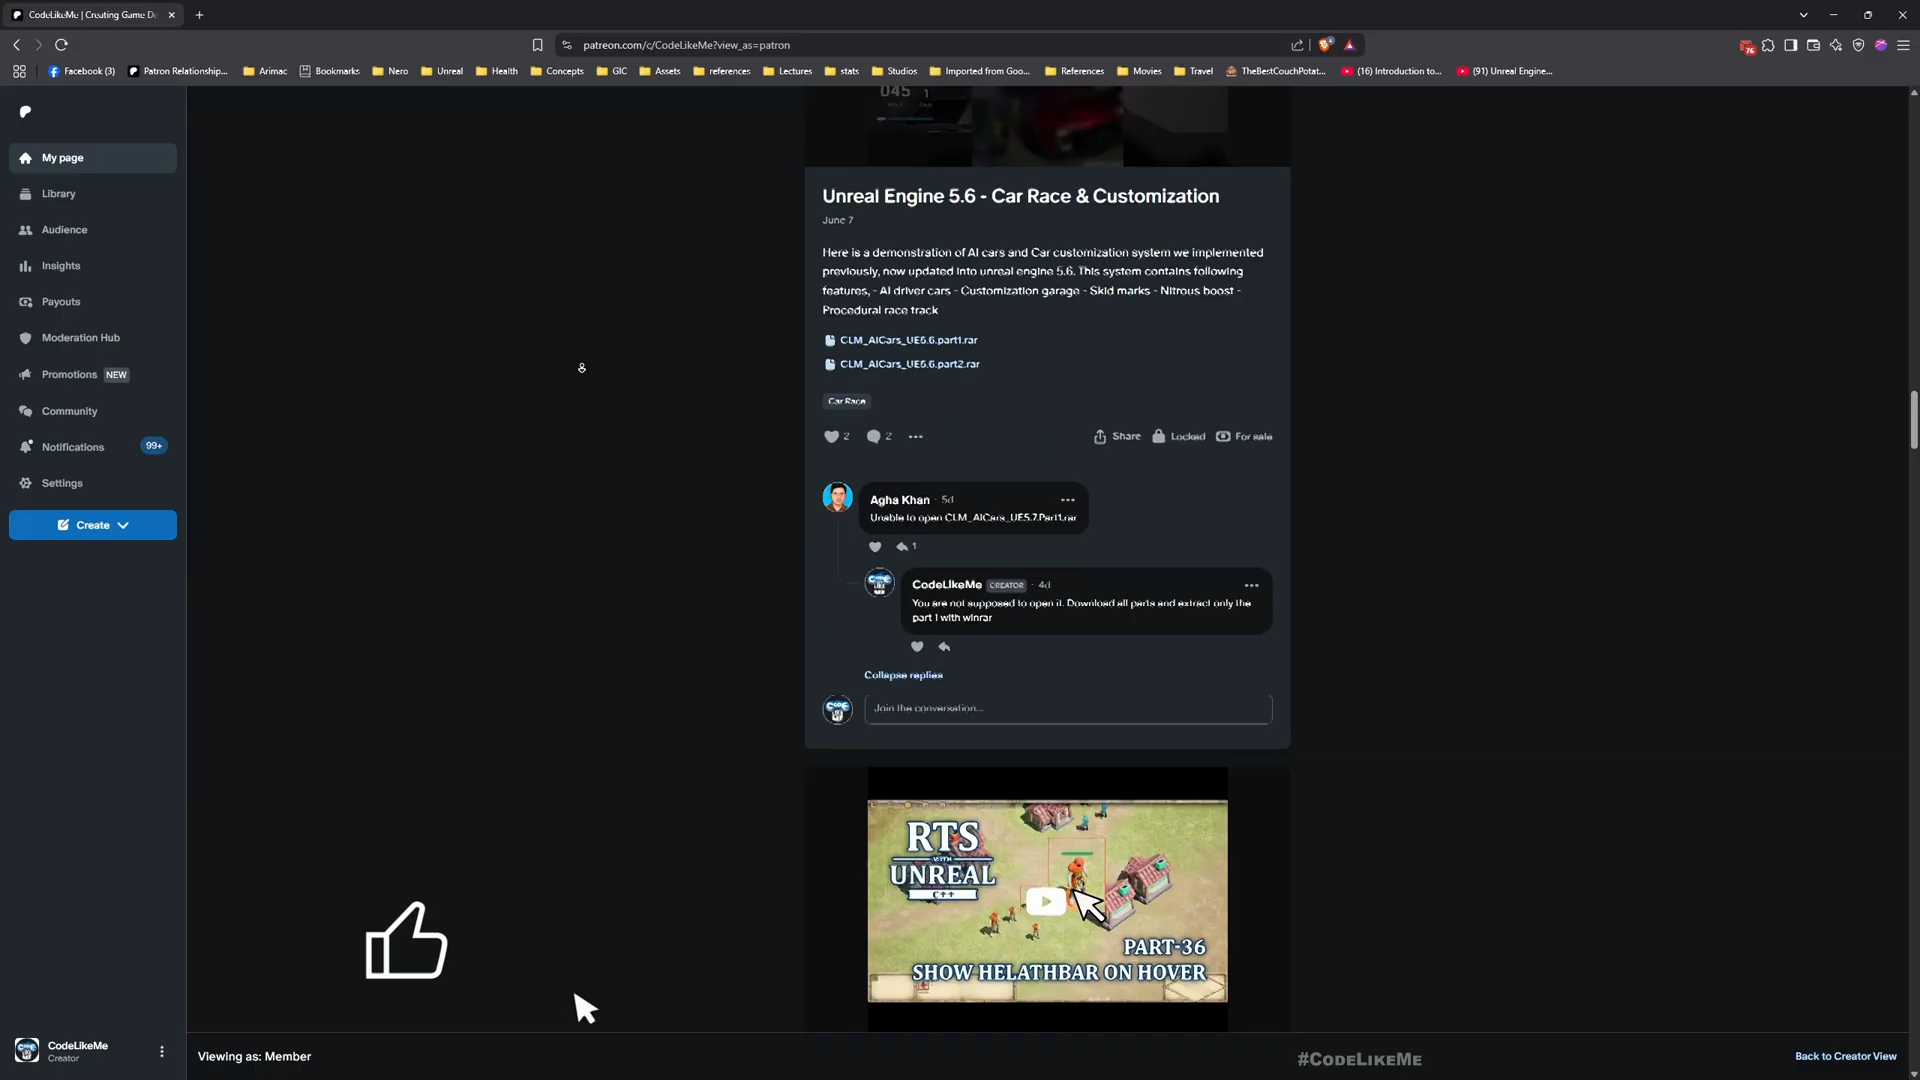 CodeLikeMe | Creating Game De
patreon.com/c/CodeLikeMe?view_as=patron
76
4
Facebook (3)
Patron Relationship...
Arimac
Bookmarks
Nero
Unreal
Health
Concepts
GIC
Assets
references
Lectures
stats
Studios
Imported from Goo...
References
Movies
Travel
TheBestCouchPotat...
(16) Introduction to...
(91) Unreal Engine...
My page
Library
Audience
Insights
Payouts
Moderation Hub
Promotions NEW
Community
Notifications 99+
Settings
Create
045 1
Unreal Engine 5.6 - Car Race & Customization
June 7
Here is a demonstration of AI cars and Car customization system we implemented
previously, now updated into unreal engine 5.6. This system contains following
features, - AI driver cars - Customization garage - Skid marks - Nitrous boost -
Procedural race track
CLM_AICars_UE5.6.part1.rar
CLM_AICars_UE5.6.part2.rar
Car Race
2 2 Share Locked For sale
Agha Khan · 5d
Unable to open CLM_AICars_UE5.7.Part1.rar
1
CodeLikeMe CREATOR · 4d
You are not supposed to open it. Download all parts and extract only the
part 1 with winrar
Collapse replies
Join the conversation...
RTS
WITH
UNREAL
C++
PART-36
SHOW HELATHBAR ON HOVER
CodeLikeMe
Creator
Viewing as: Member
#CodeLikeMe
Back to Creator View